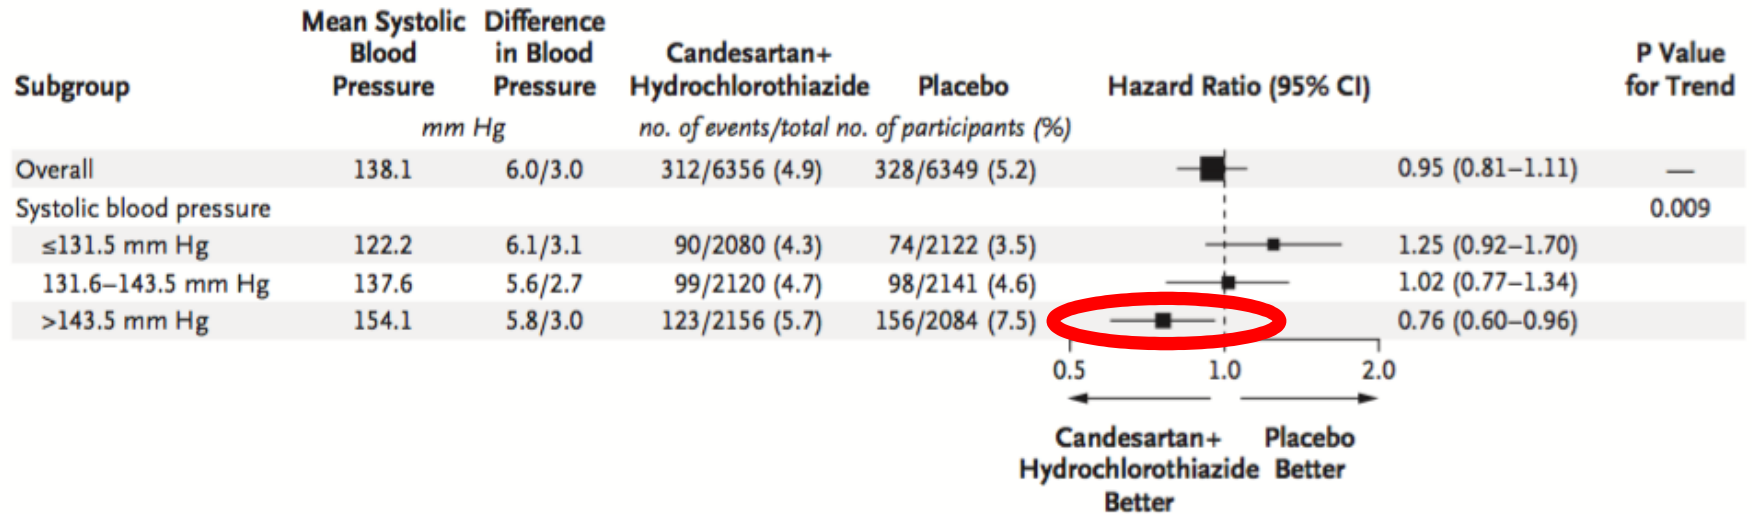 Mean Systolic Difference
Blood in Blood Candesartan+ P Value
Subgroup Pressure Pressure Hydrochlorothiazide Placebo Hazard Ratio (95% CI) for Trend
mm Hg no. of events/total no. of participants (%)
Overall 138.1 6.0/3.0 312/6356 (4.9) 328/6349 (5.2) 0.95 (0.81–1.11) —
Systolic blood pressure 0.009
≤131.5 mm Hg 122.2 6.1/3.1 90/2080 (4.3) 74/2122 (3.5) 1.25 (0.92–1.70)
131.6–143.5 mm Hg 137.6 5.6/2.7 99/2120 (4.7) 98/2141 (4.6) 1.02 (0.77–1.34)
>143.5 mm Hg 154.1 5.8/3.0 123/2156 (5.7) 156/2084 (7.5) 0.76 (0.60–0.96)
0.5 1.0 2.0
Candesartan+ Placebo
Hydrochlorothiazide Better
Better